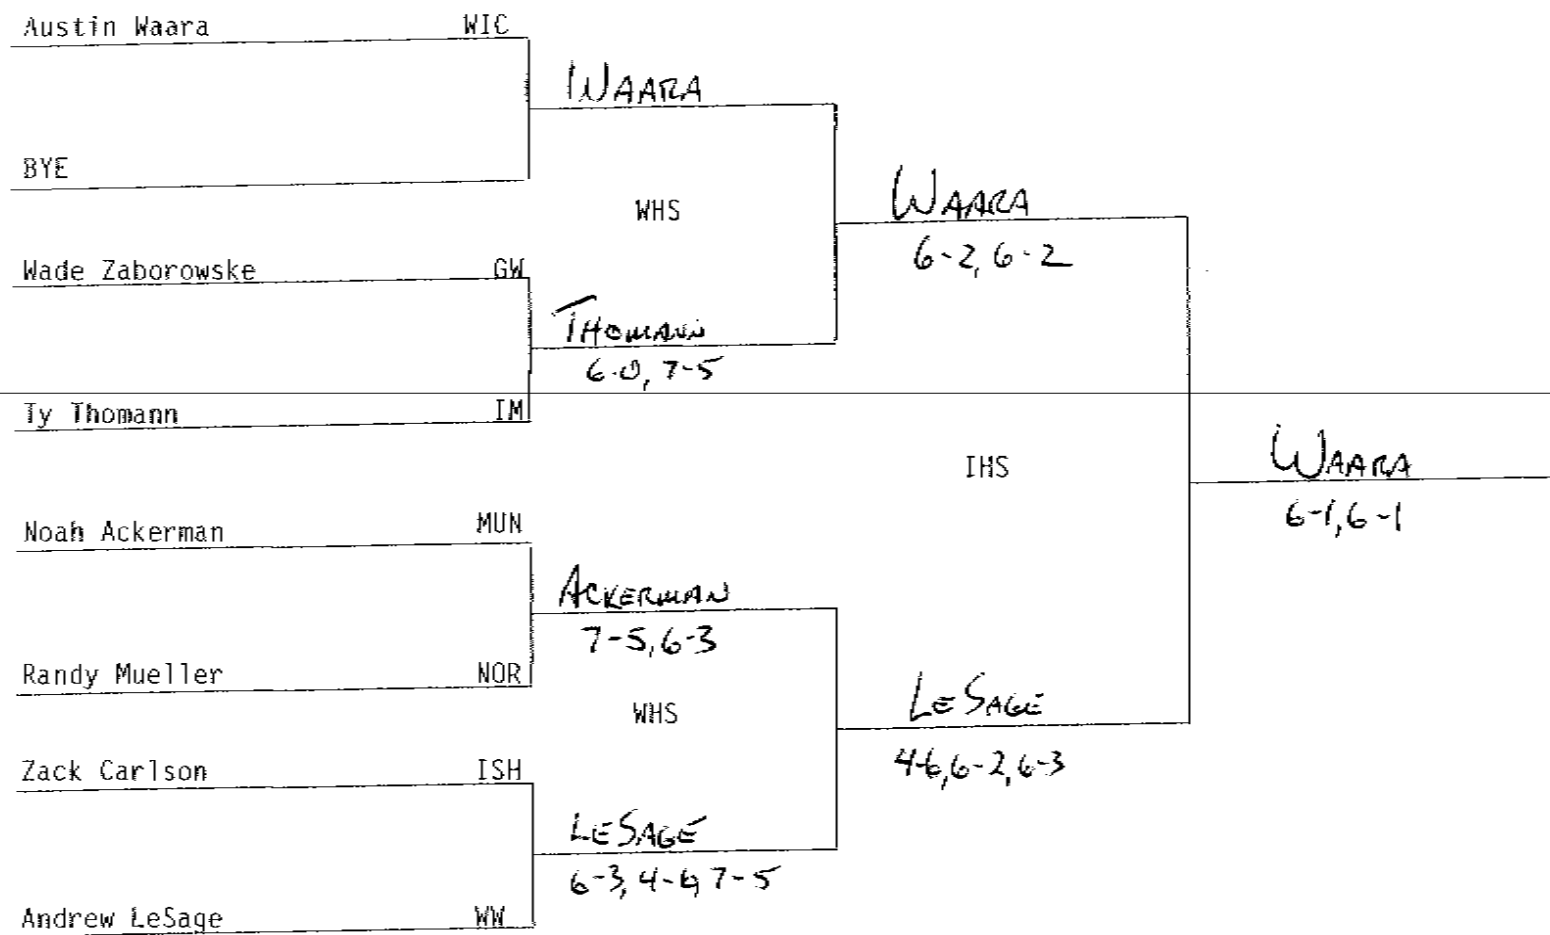 Austin Waara WIC
WAARA
BYE
WHS
WAARA
6-2, 6-2
Wade Zaborowske GW
THOMANN
6-0, 7-5
Ty Thomann IM
IHS
WAARA
6-1, 6-1
Noah Ackerman MUN
ACKERMAN
7-5, 6-3
Randy Mueller NOR
WHS
LESAGE
4-6, 6-2, 6-3
Zack Carlson ISH
LESAGE
6-3, 4-6, 7-5
Andrew LeSage WW